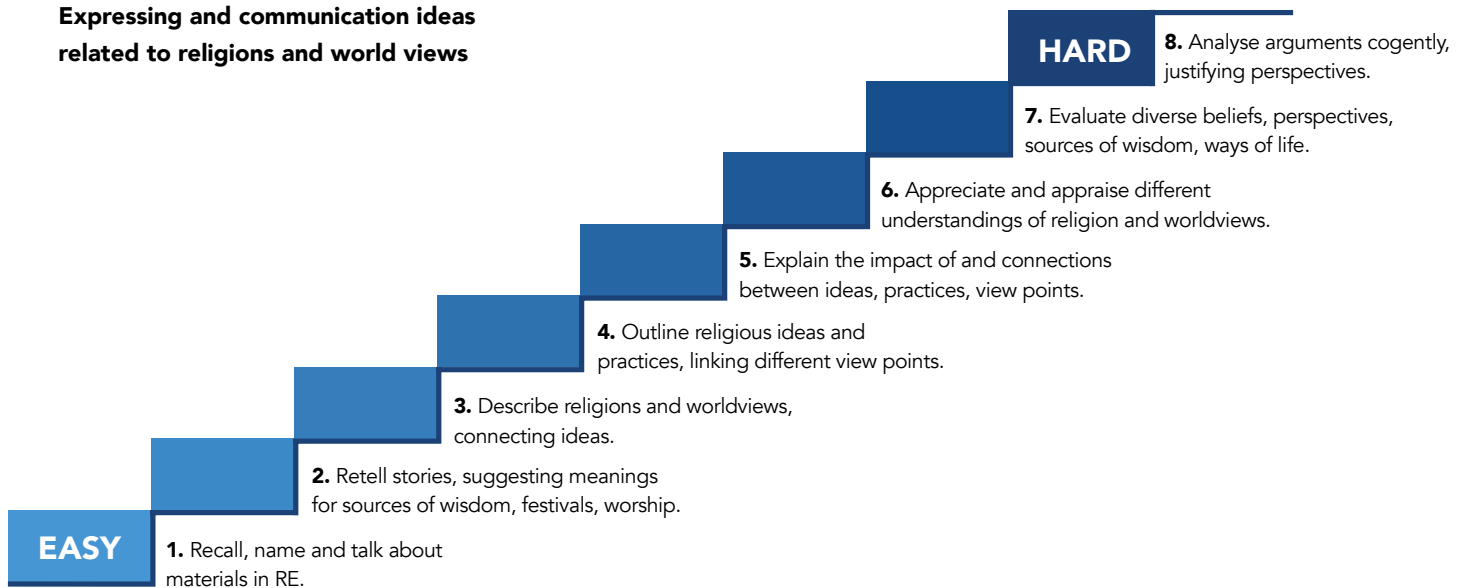 Expressing and communication ideas
related to religions and world views
HARD
8. Analyse arguments cogently,
justifying perspectives.
7. Evaluate diverse beliefs, perspectives,
sources of wisdom, ways of life.
6. Appreciate and appraise different
understandings of religion and worldviews.
5. Explain the impact of and connections
between ideas, practices, view points.
4. Outline religious ideas and
practices, linking different view points.
3. Describe religions and worldviews,
connecting ideas.
2. Retell stories, suggesting meanings
for sources of wisdom, festivals, worship.
EASY
1. Recall, name and talk about
materials in RE.